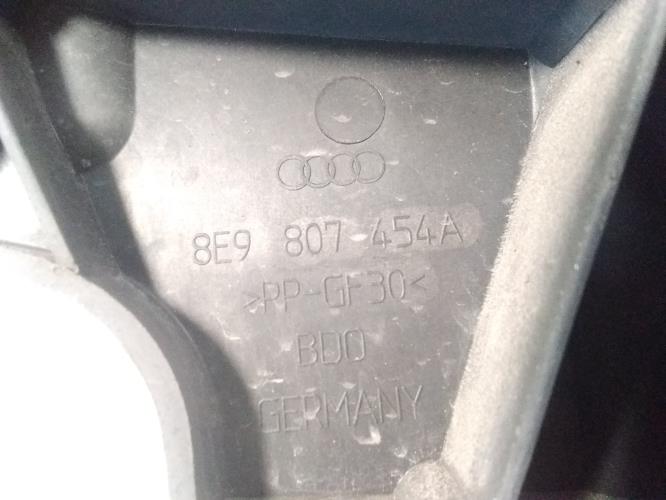 8E9 807 454A
>PP-GF30<
BDO
GERMANY